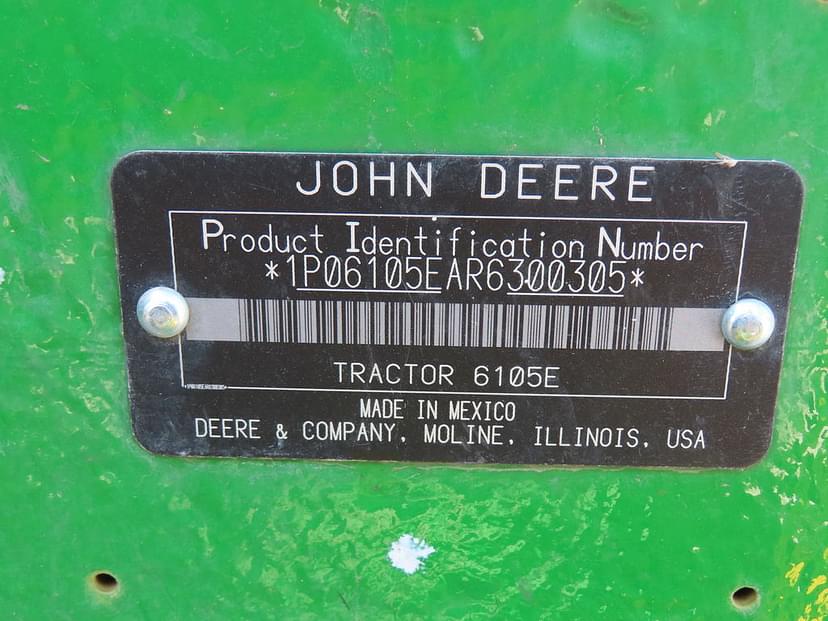 JOHN DEERE
Product Identification Number
*1P06105EAR6300305*
TRACTOR 6105E
MADE IN MEXICO
DEERE & COMPANY, MOLINE, ILLINOIS, USA